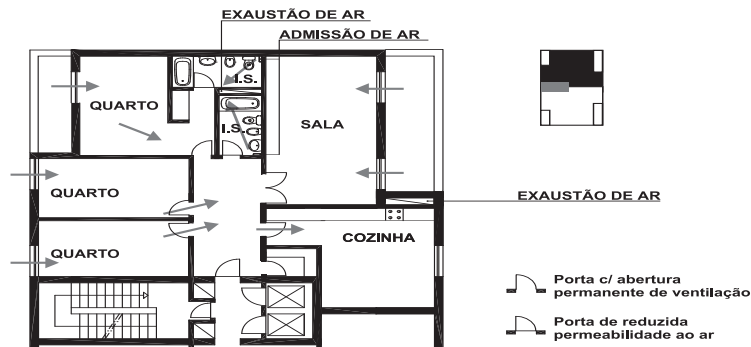 EXAUSTÃO DE AR
ADMISSÃO DE AR
I.S.
QUARTO
SALA
I.S.
QUARTO
EXAUSTÃO DE AR
COZINHA
QUARTO
Porta c/ abertura
permanente de ventilação
Porta de reduzida
permeabilidade ao ar